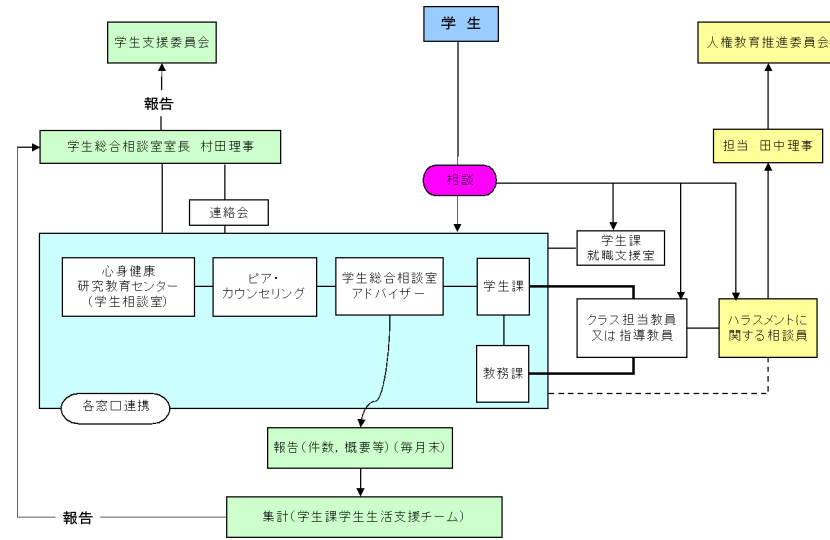 学生
学生支援委員会
人権教育推進委員会
報告
学生総合相談室室長 村田理事
担当 田中理事
相談
連絡会
学生課
就職支援室
心身健康
研究教育センター
(学生相談室)
ピア・
カウンセリング
学生総合相談室
アドバイザー
学生課
クラス担当教員
又は指導教員
ハラスメントに
関する相談員
教務課
各窓口連携
報告(件数, 概要等)(毎月末)
報告
集計(学生課学生生活支援チーム)